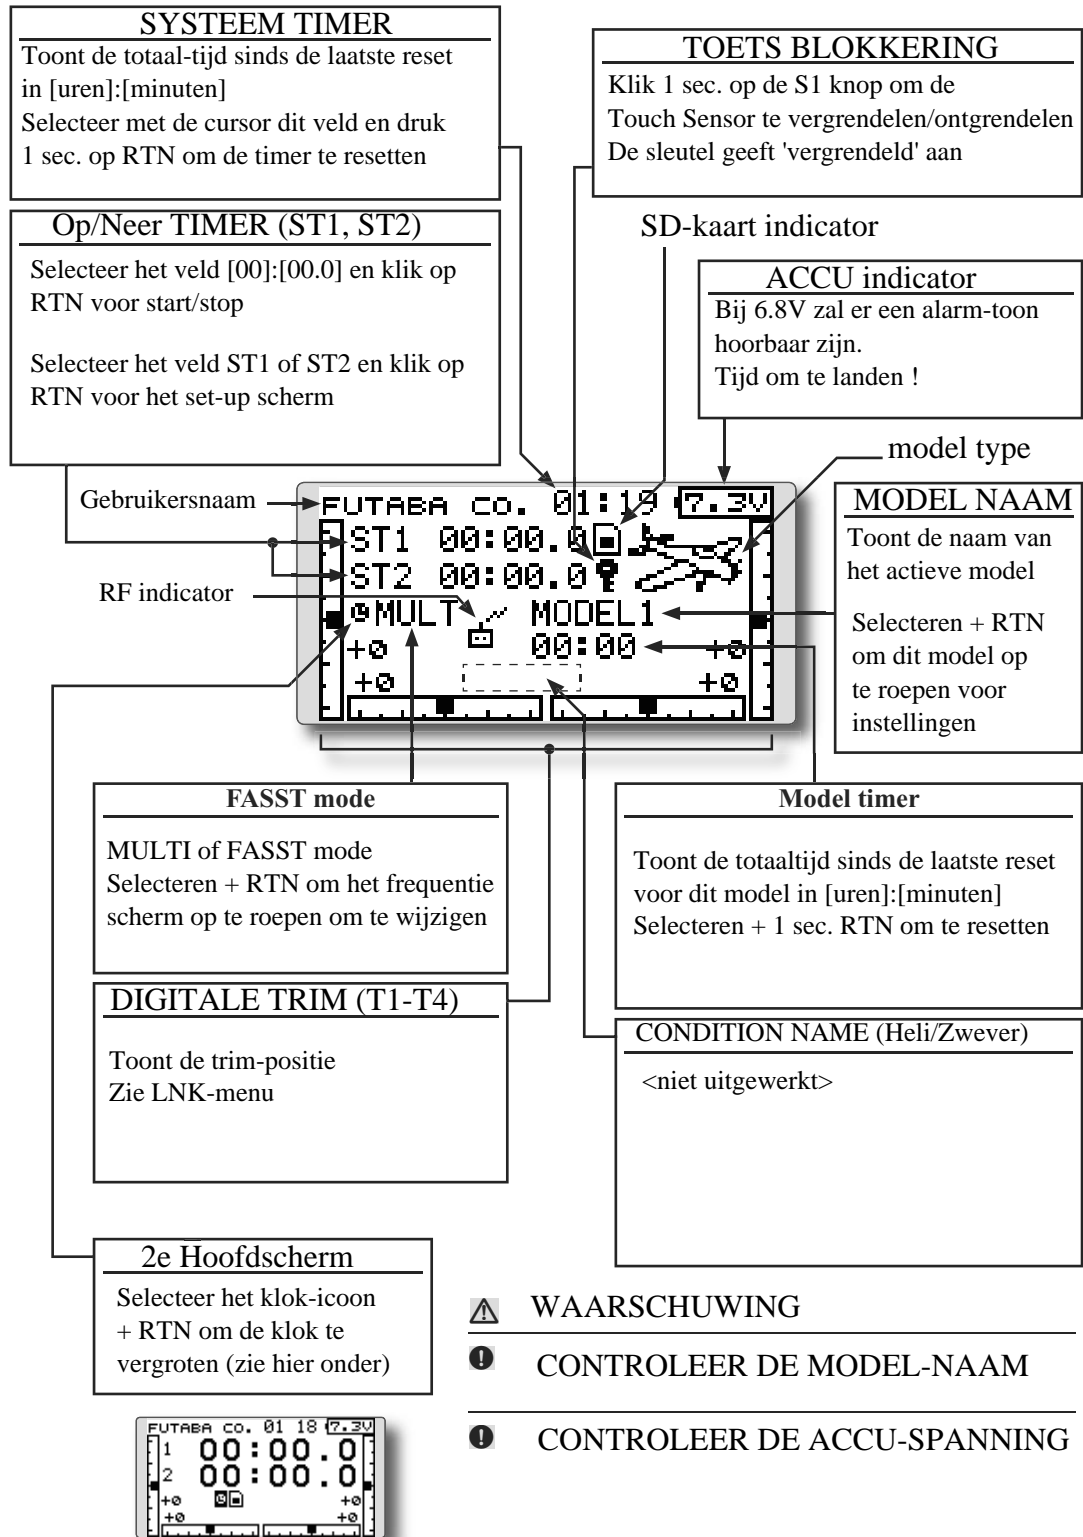 SYSTEEM TIMER
Toont de totaal-tijd sinds de laatste reset
in [uren]:[minuten]
Selecteer met de cursor dit veld en druk
1 sec. op RTN om de timer te resetten
TOETS BLOKKERING
Klik 1 sec. op de S1 knop om de
Touch Sensor te vergrendelen/ontgrendelen
De sleutel geeft 'vergrendeld' aan
Op/Neer TIMER (ST1, ST2)
Selecteer het veld [00]:[00.0] en klik op
RTN voor start/stop
Selecteer het veld ST1 of ST2 en klik op
RTN voor het set-up scherm
SD-kaart indicator
ACCU indicator
Bij 6.8V zal er een alarm-toon
hoorbaar zijn.
Tijd om te landen !
model type
Gebruikersnaam
RF indicator
FUTABA CO. 01:19 7.3V
ST1 00:00.0
ST2 00:00.0
MULT MODEL1
+0 00:00 +0
+0 +0
MODEL NAAM
Toont de naam van
het actieve model
Selecteren + RTN
om dit model op
te roepen voor
instellingen
FASST mode
MULTI of FASST mode
Selecteren + RTN om het frequentie
scherm op te roepen om te wijzigen
Model timer
Toont de totaaltijd sinds de laatste reset
voor dit model in [uren]:[minuten]
Selecteren + 1 sec. RTN om te resetten
DIGITALE TRIM (T1-T4)
Toont de trim-positie
Zie LNK-menu
CONDITION NAME (Heli/Zwever)
<niet uitgewerkt>
2e Hoofdscherm
Selecteer het klok-icoon
+ RTN om de klok te
vergroten (zie hier onder)
WAARSCHUWING
CONTROLEER DE MODEL-NAAM
CONTROLEER DE ACCU-SPANNING
FUTABA CO. 01 18 7.3V
1 00:00.0
2 00:00.0
+0 +0
+0 +0